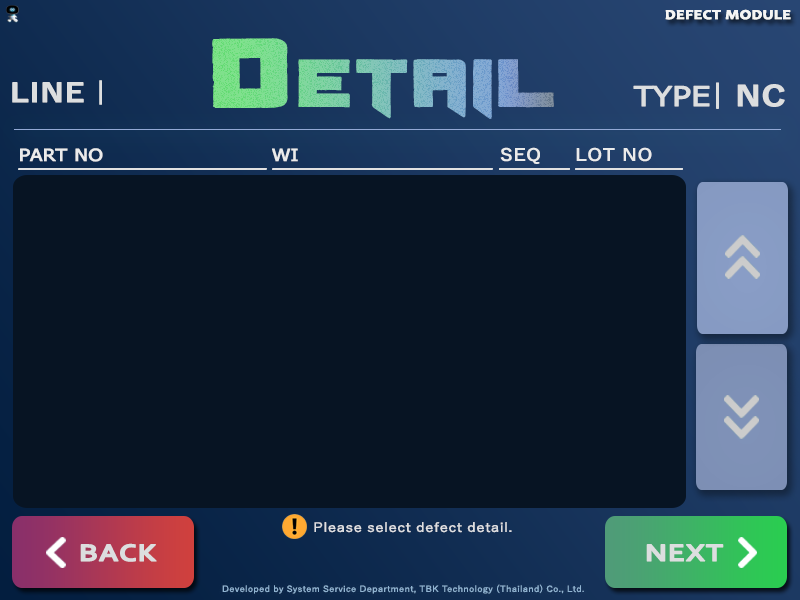 DEFECT MODULE
DETAIL
LINE |
TYPE| NC
PART NO WI SEQ LOT NO
! Please select defect detail.
BACK
NEXT
Developed by System Service Department, TBK Technology (Thailand) Co., Ltd.